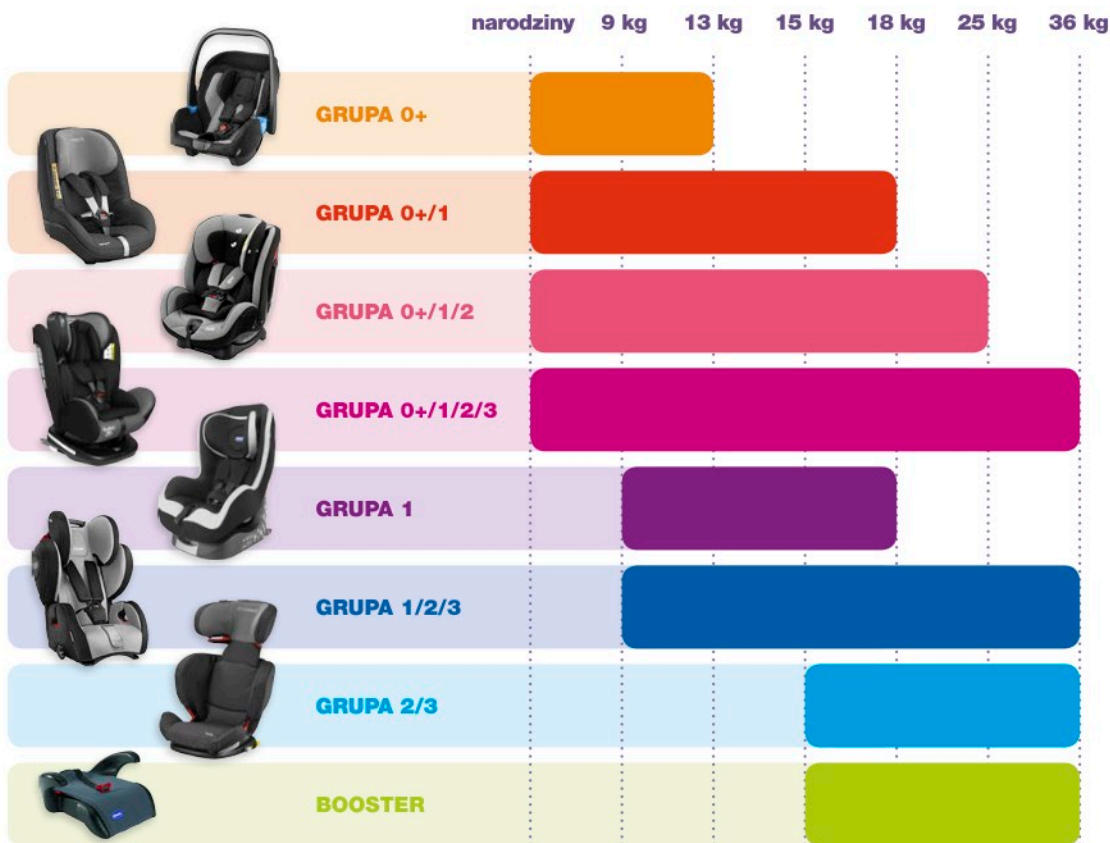 narodziny 9 kg 13 kg 15 kg 18 kg 25 kg 36 kg
GRUPA 0+
GRUPA 0+/1
GRUPA 0+/1/2
GRUPA 0+/1/2/3
GRUPA 1
GRUPA 1/2/3
GRUPA 2/3
BOOSTER